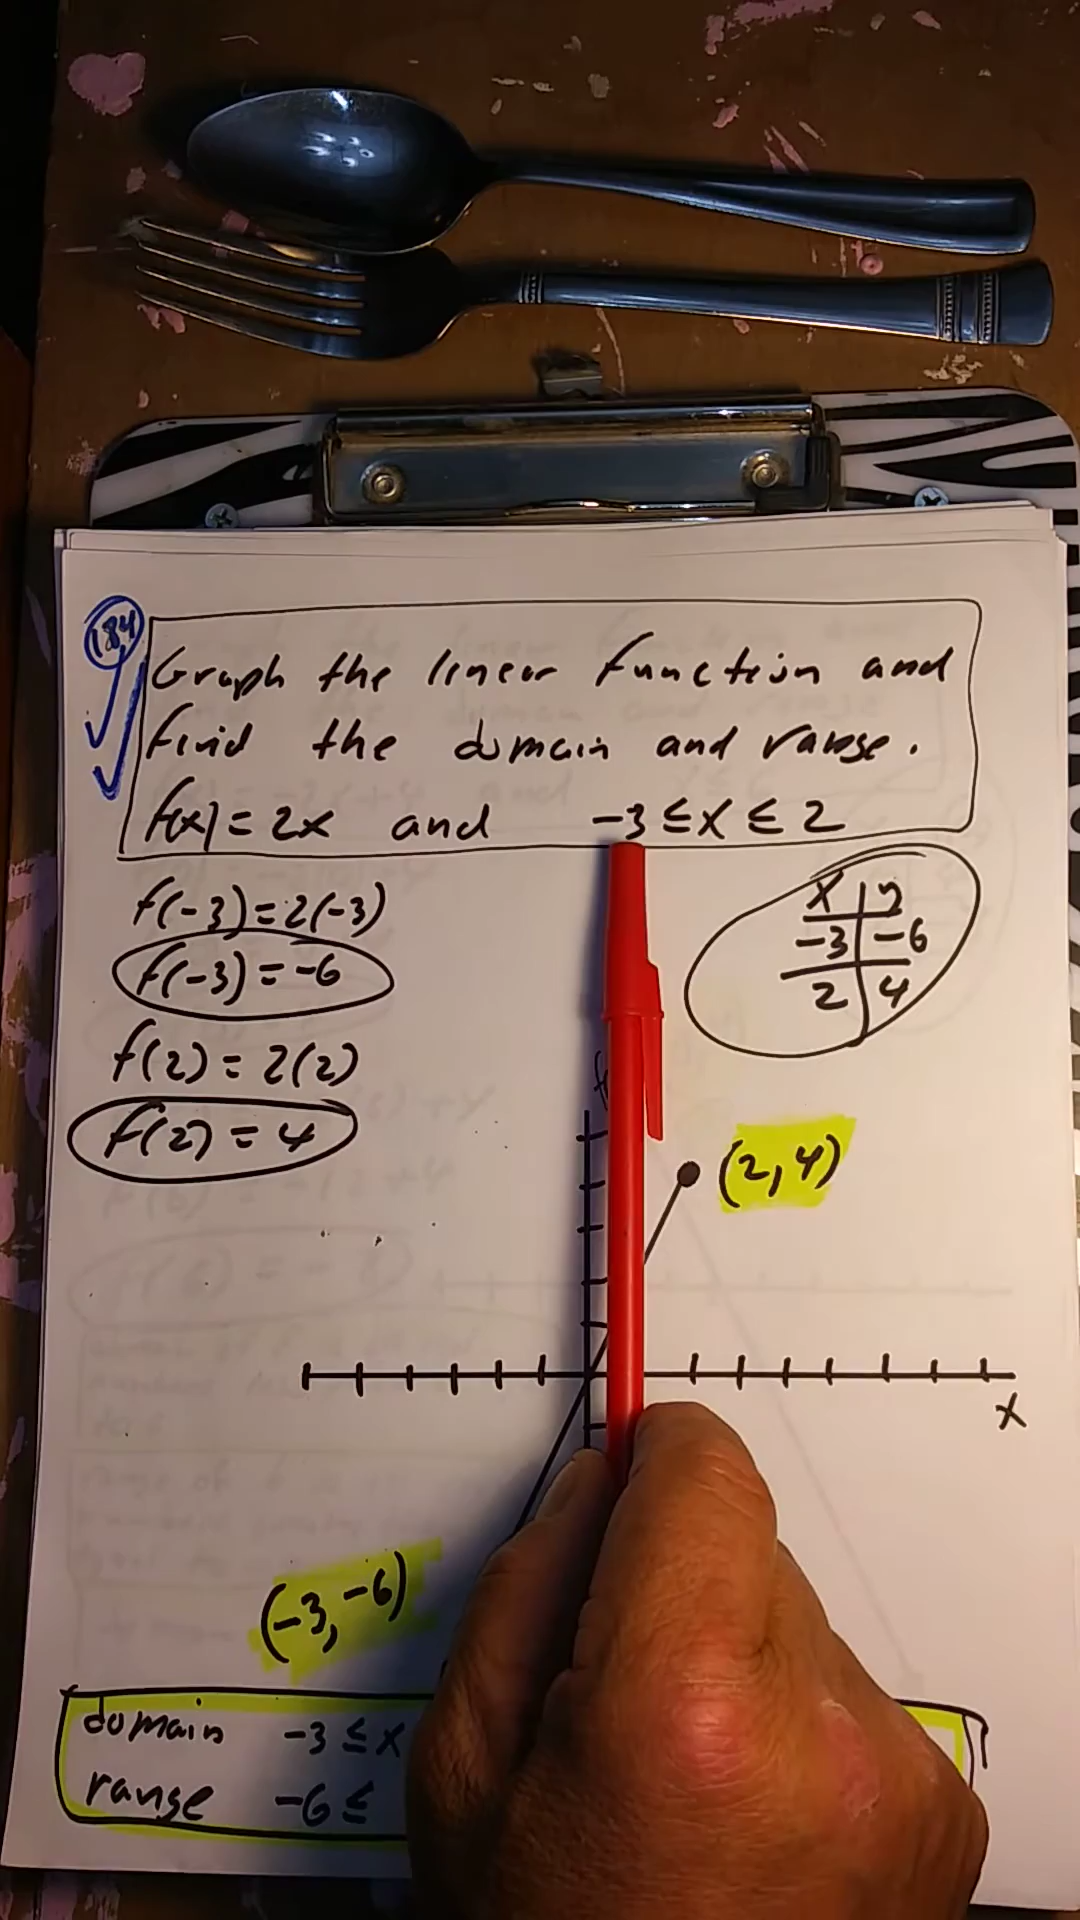 184
Graph the linear function and
find the domain and range.
f(x) = 2x and -3 ≤ x ≤ 2
f(-3) = 2(-3)
f(-3) = -6
f(2) = 2(2)
f(2) = 4
x y
-3 -6
2 4
(2,4)
x
(-3,-6)
domain -3 ≤ x
range -6 ≤